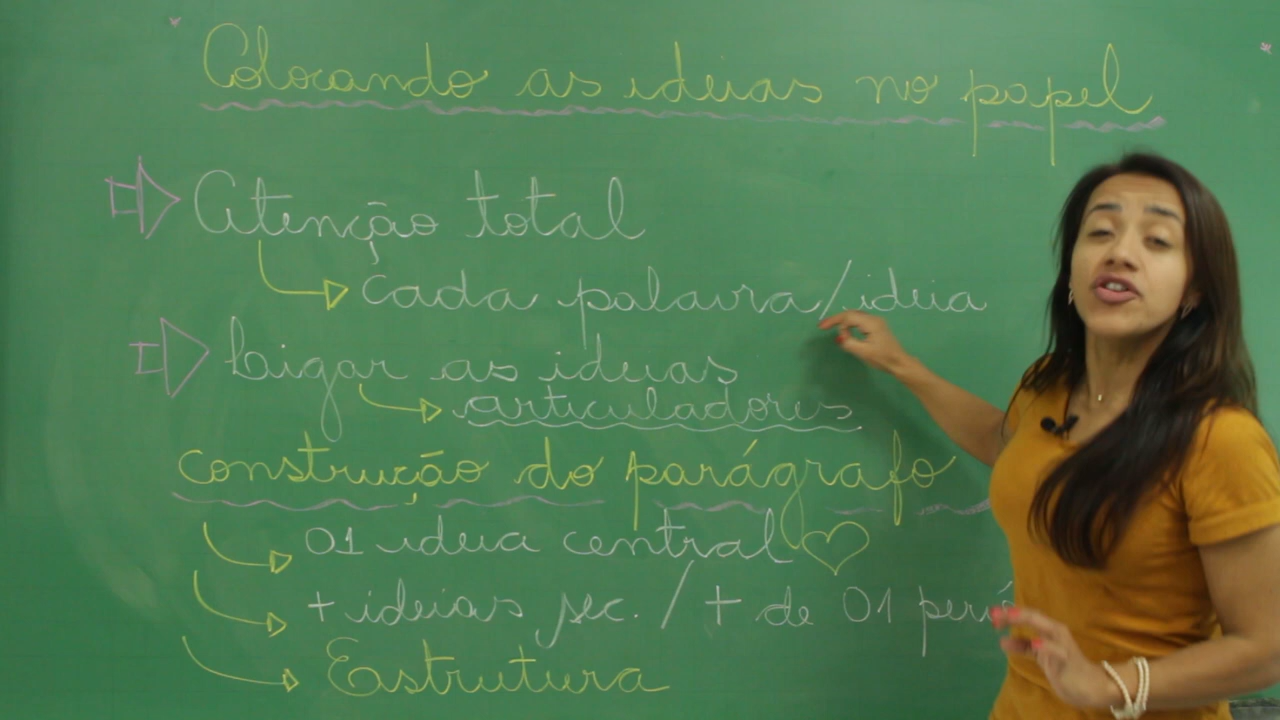 Colocando as ideias no papel
Atenção total
cada palavra/ideia
Ligar as ideias
articuladores
construção do parágrafo
01 ideia central
+ ideias sec. / + de 01
Estrutura